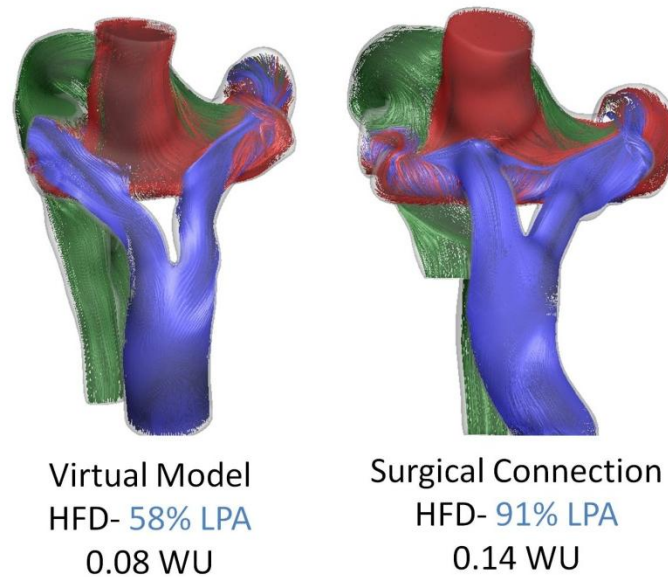 Virtual Model
HFD- 58% LPA
0.08 WU
Surgical Connection
HFD- 91% LPA
0.14 WU